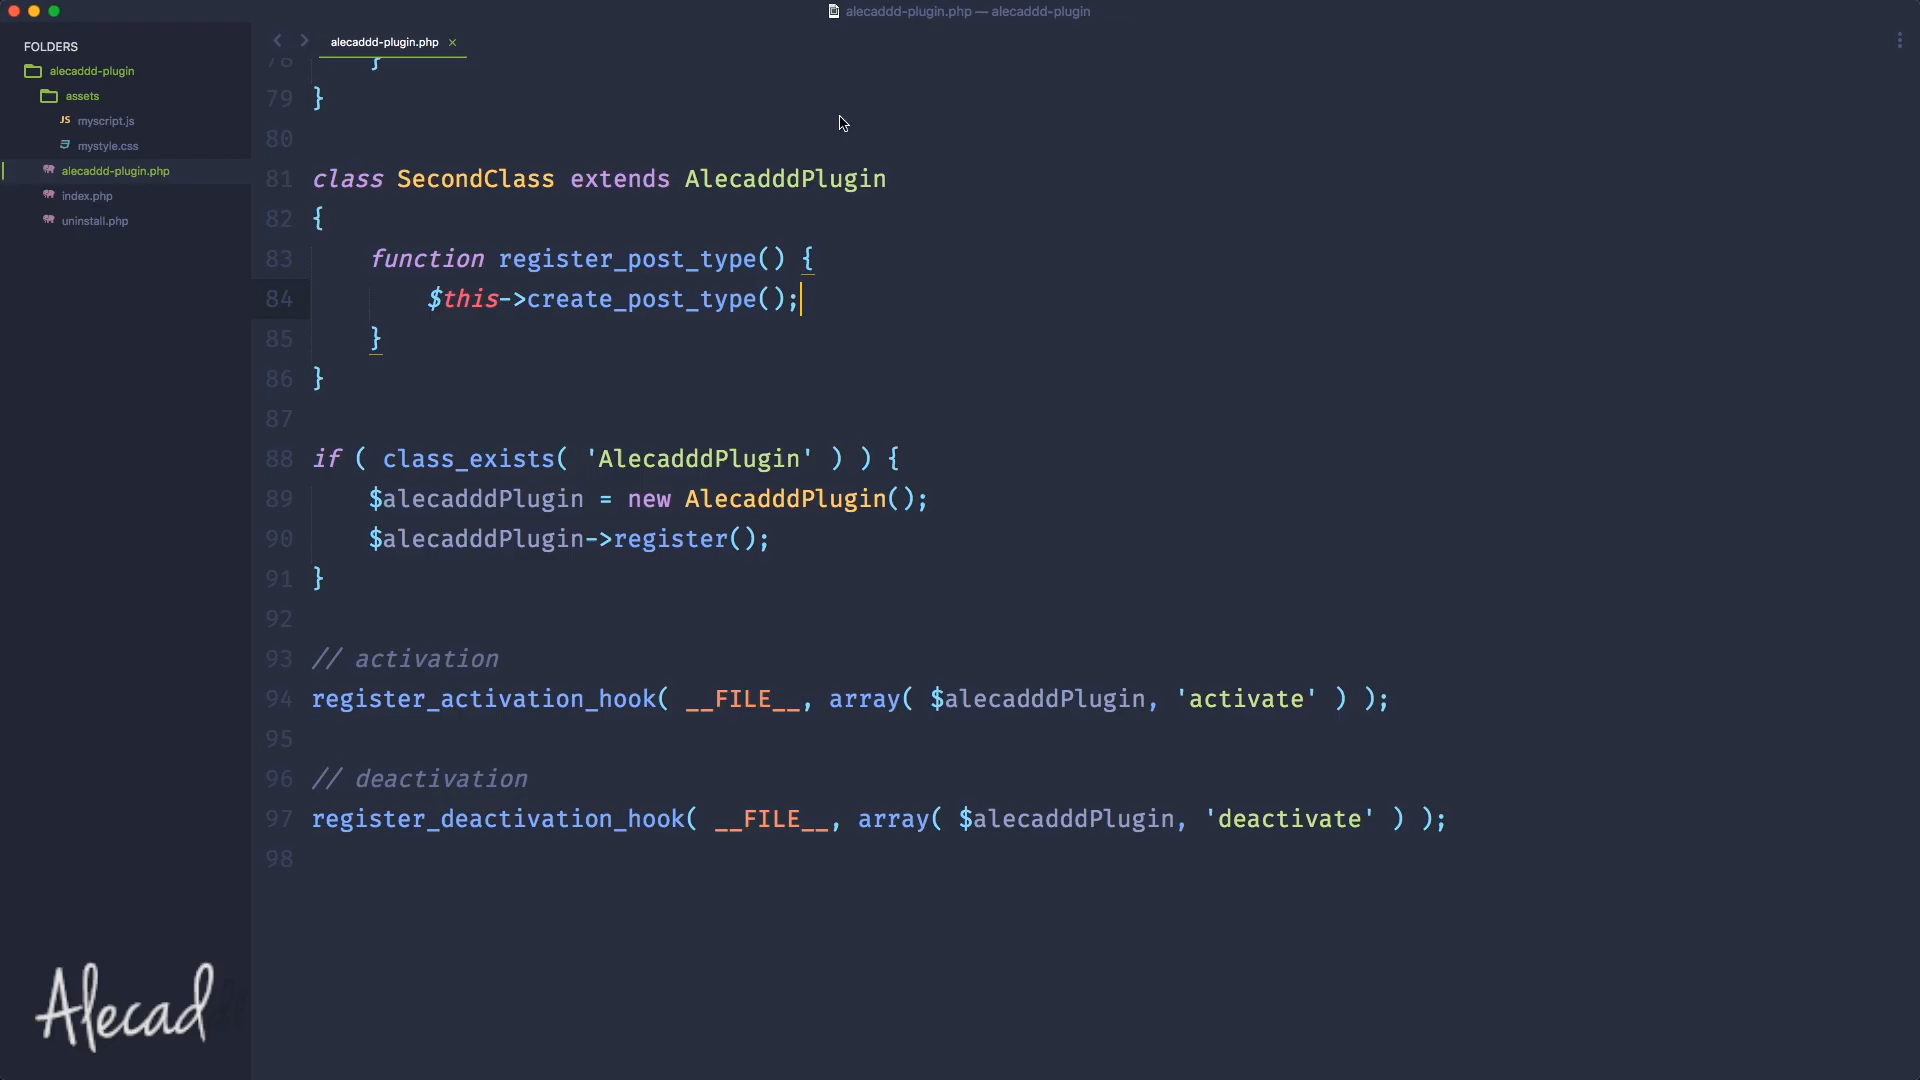 alecaddd-plugin.php — alecaddd-plugin
FOLDERS
alecaddd-plugin
assets
JS myscript.js
mystyle.css
alecaddd-plugin.php
index.php
uninstall.php
alecaddd-plugin.php ×
78 }
79 }
80
81 class SecondClass extends AlecadddPlugin
82 {
83 function register_post_type() {
84 $this->create_post_type();
85 }
86 }
87
88 if ( class_exists( 'AlecadddPlugin' ) ) {
89 $alecadddPlugin = new AlecadddPlugin();
90 $alecadddPlugin->register();
91 }
92
93 // activation
94 register_activation_hook( __FILE__, array( $alecadddPlugin, 'activate' ) );
95
96 // deactivation
97 register_deactivation_hook( __FILE__, array( $alecadddPlugin, 'deactivate' ) );
98
Alecad